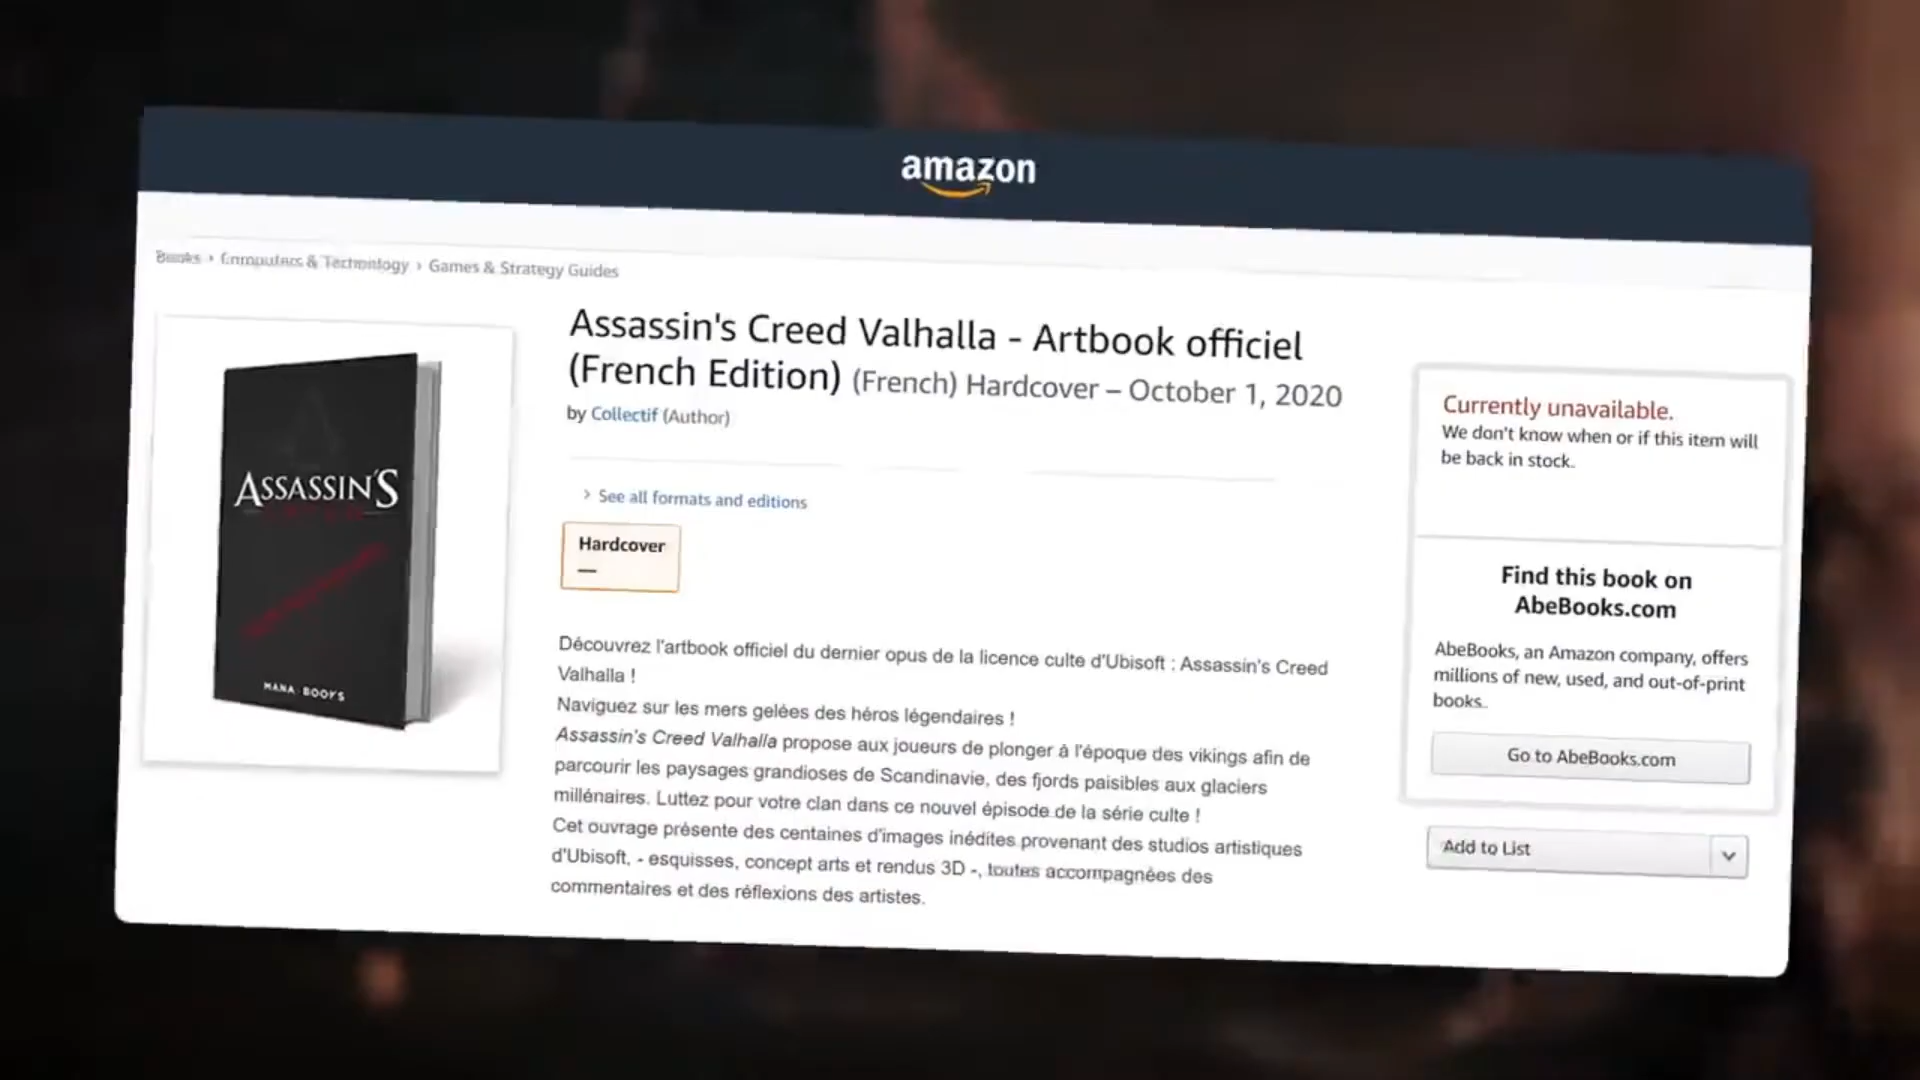 amazon
Books › Computers & Technology › Games & Strategy Guides
Assassin's Creed Valhalla - Artbook officiel
(French Edition) (French) Hardcover – October 1, 2020
by Collectif (Author)
› See all formats and editions
Hardcover
—
Découvrez l'artbook officiel du dernier opus de la licence culte d'Ubisoft : Assassin's Creed
Valhalla !
Naviguez sur les mers gelées des héros légendaires !
Assassin's Creed Valhalla propose aux joueurs de plonger à l'époque des vikings afin de
parcourir les paysages grandioses de Scandinavie, des fjords paisibles aux glaciers
millénaires. Luttez pour votre clan dans ce nouvel épisode de la série culte !
Cet ouvrage présente des centaines d'images inédites provenant des studios artistiques
d'Ubisoft, - esquisses, concept arts et rendus 3D -, toutes accompagnées des
commentaires et des réflexions des artistes.
ASSASSIN'S
MANA BOOKS
Currently unavailable.
We don't know when or if this item will
be back in stock.
Find this book on
AbeBooks.com
AbeBooks, an Amazon company, offers
millions of new, used, and out-of-print
books.
Go to AbeBooks.com
Add to List